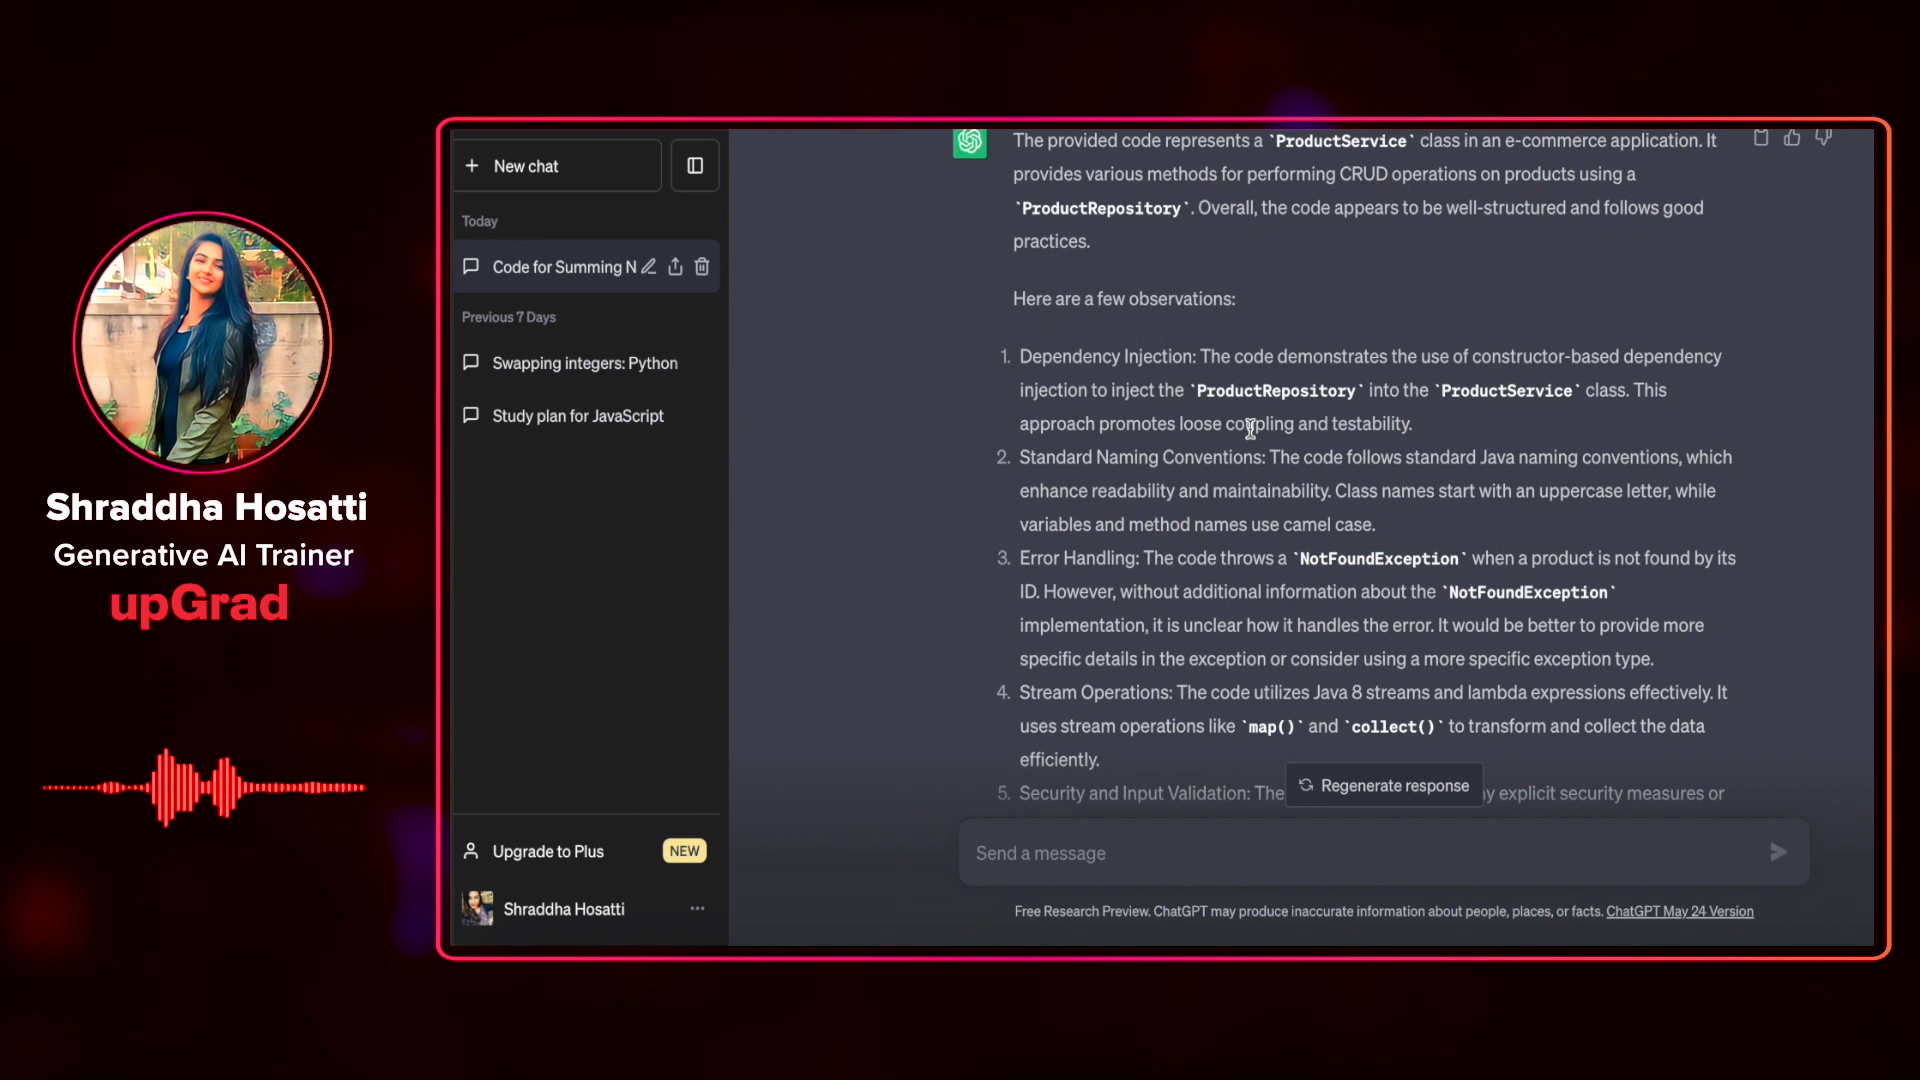 Shraddha Hosatti
Generative AI Trainer
upGrad
New chat
Today
Code for Summing N
Previous 7 Days
Swapping integers: Python
Study plan for JavaScript
Upgrade to Plus NEW
Shraddha Hosatti
The provided code represents a `ProductService` class in an e-commerce application. It
provides various methods for performing CRUD operations on products using a
`ProductRepository`. Overall, the code appears to be well-structured and follows good
practices.
Here are a few observations:
1. Dependency Injection: The code demonstrates the use of constructor-based dependency
injection to inject the `ProductRepository` into the `ProductService` class. This
approach promotes loose coupling and testability.
2. Standard Naming Conventions: The code follows standard Java naming conventions, which
enhance readability and maintainability. Class names start with an uppercase letter, while
variables and method names use camel case.
3. Error Handling: The code throws a `NotFoundException` when a product is not found by its
ID. However, without additional information about the `NotFoundException`
implementation, it is unclear how it handles the error. It would be better to provide more
specific details in the exception or consider using a more specific exception type.
4. Stream Operations: The code utilizes Java 8 streams and lambda expressions effectively. It
uses stream operations like `map()` and `collect()` to transform and collect the data
efficiently.
5. Security and Input Validation: The explicit security measures or
Regenerate response
Send a message
Free Research Preview. ChatGPT may produce inaccurate information about people, places, or facts. ChatGPT May 24 Version